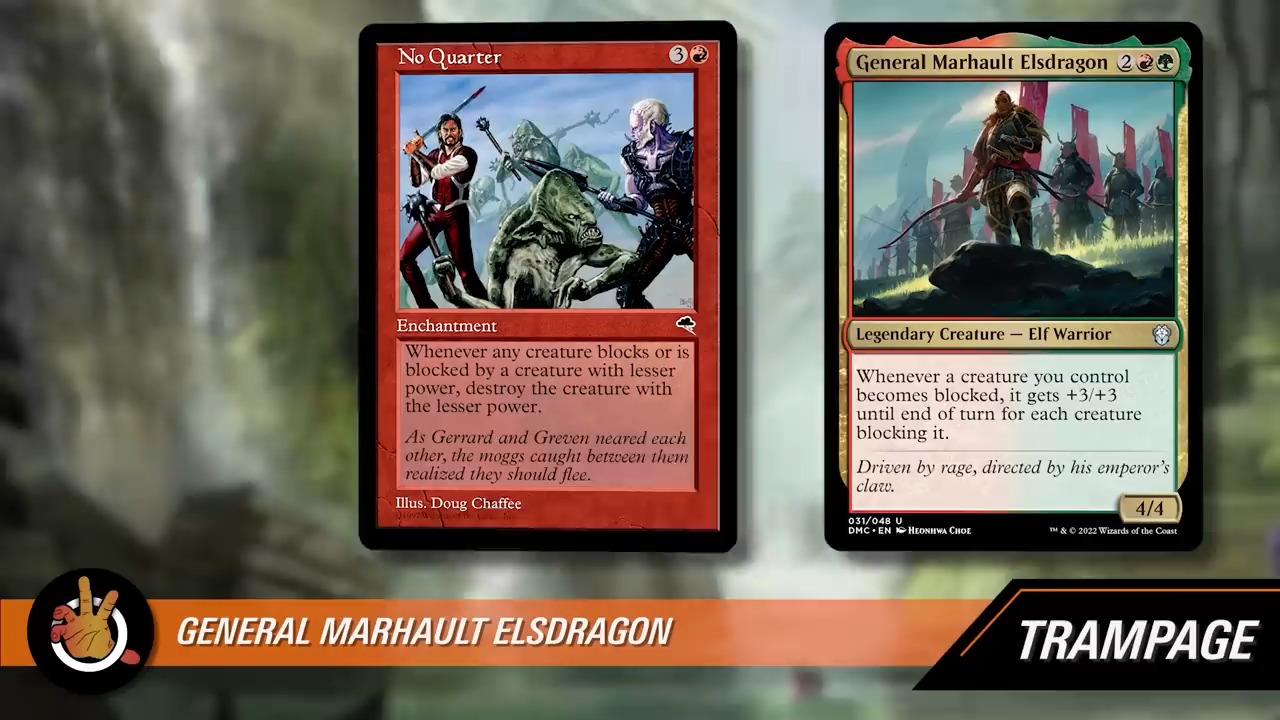 No Quarter 3
Enchantment
Whenever any creature blocks or is
blocked by a creature with lesser
power, destroy the creature with
the lesser power.
As Gerrard and Greven neared each
other, the moggs caught between them
realized they should flee.
Illus. Doug Chaffee
General Marhault Elsdragon 2
Legendary Creature — Elf Warrior
Whenever a creature you control
becomes blocked, it gets +3/+3
until end of turn for each creature
blocking it.
Driven by rage, directed by his emperor's
claw.
4/4
031/048 U
DMC • EN Heonhwa Choe
™ & © 2022 Wizards of the Coast
GENERAL MARHAULT ELSDRAGON
TRAMPAGE